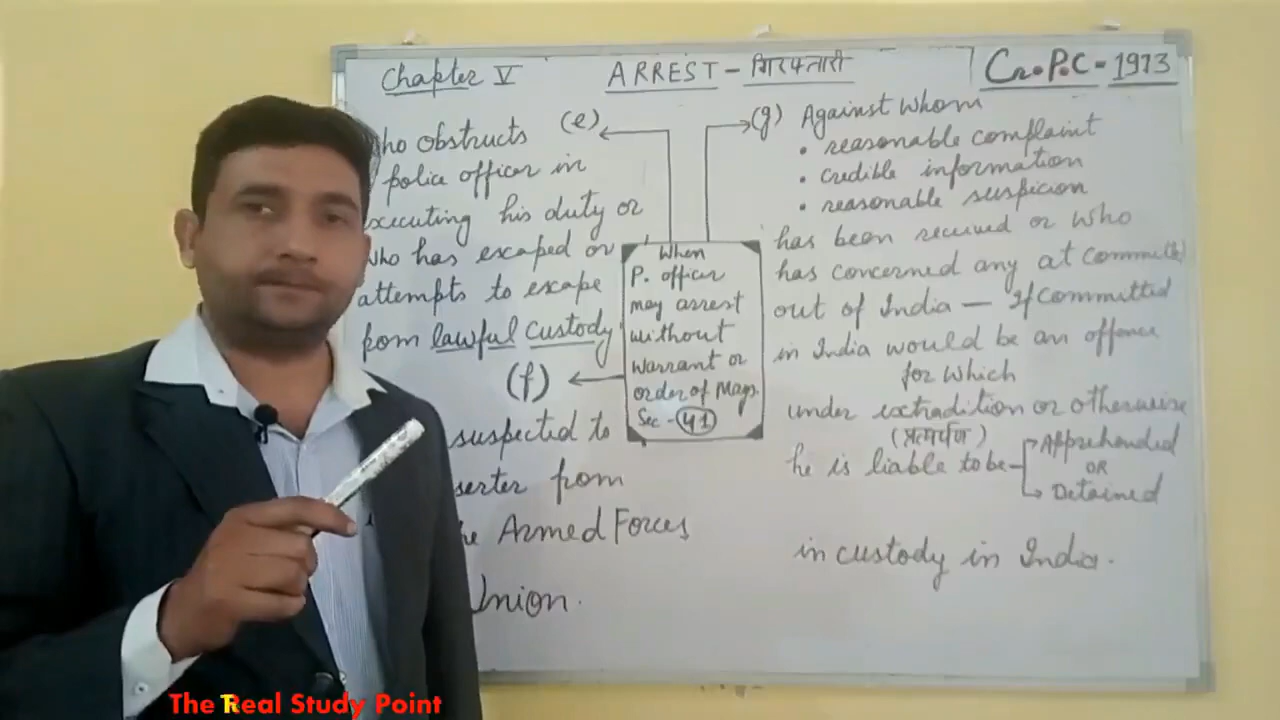 Chapter V
ARREST - गिरफ्तारी
Cr.P.C - 1973
(e)
who obstructs
police officer in
executing his duty or
who has escaped or
attempts to escape
from lawful custody
(f)
suspected to
serter from
he Armed Forces
Union.
When
P. officer
may arrest
without
warrant or
order of Mags.
Sec - 41
(g) Against whom
• reasonable complaint
• credible information
• reasonable suspicion
has been received or who
has concerned any at Committed
out of India — If Committed
in India would be an offence
for which
under extradition or otherwise
(प्रत्यर्पण)
he is liable to be
Apprehended
OR
Detained
in custody in India.
The Real Study Point